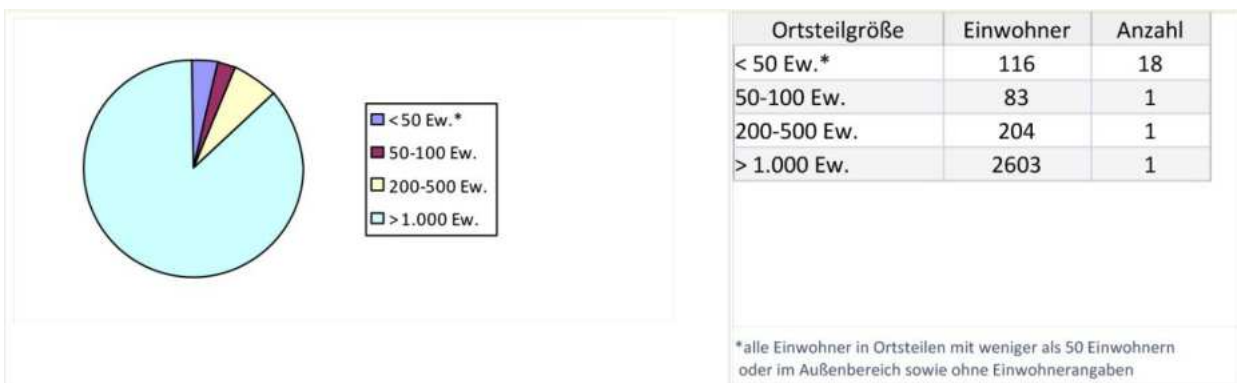 <50 Ew.*
50-100 Ew.
200-500 Ew.
>1.000 Ew.
Ortsteilgröße Einwohner Anzahl
< 50 Ew.* 116 18
50-100 Ew. 83 1
200-500 Ew. 204 1
> 1.000 Ew. 2603 1
*alle Einwohner in Ortsteilen mit weniger als 50 Einwohnern
oder im Außenbereich sowie ohne Einwohnerangaben